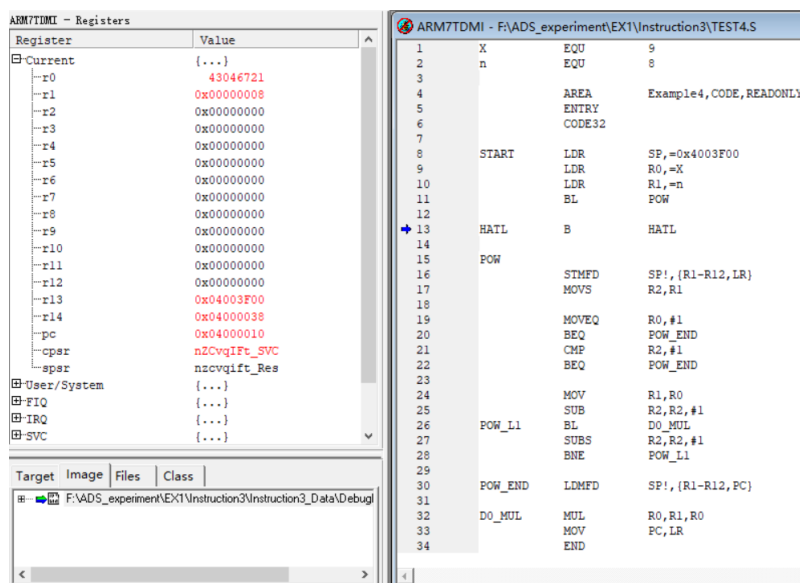 ARM7TDMI - Registers
Register Value
Current {...}
r0 43046721
r1 0x00000008
r2 0x00000000
r3 0x00000000
r4 0x00000000
r5 0x00000000
r6 0x00000000
r7 0x00000000
r8 0x00000000
r9 0x00000000
r10 0x00000000
r11 0x00000000
r12 0x00000000
r13 0x04003F00
r14 0x04000038
pc 0x04000010
cpsr nZCvqIFt_SVC
spsr nzcvqift_Res
User/System {...}
FIQ {...}
IRQ {...}
SVC {...}
Target Image Files Class
F:\ADS_experiment\EX1\Instruction3\Instruction3_Data\Debug
ARM7TDMI - F:\ADS_experiment\EX1\Instruction3\TEST4.S
1 X EQU 9
2 n EQU 8
3
4 AREA Example4,CODE,READONLY
5 ENTRY
6 CODE32
7
8 START LDR SP,=0x4003F00
9 LDR R0,=X
10 LDR R1,=n
11 BL POW
12
13 HATL B HATL
14
15 POW
16 STMFD SP!,{R1-R12,LR}
17 MOVS R2,R1
18
19 MOVEQ R0,#1
20 BEQ POW_END
21 CMP R2,#1
22 BEQ POW_END
23
24 MOV R1,R0
25 SUB R2,R2,#1
26 POW_L1 BL DO_MUL
27 SUBS R2,R2,#1
28 BNE POW_L1
29
30 POW_END LDMFD SP!,{R1-R12,PC}
31
32 DO_MUL MUL R0,R1,R0
33 MOV PC,LR
34 END